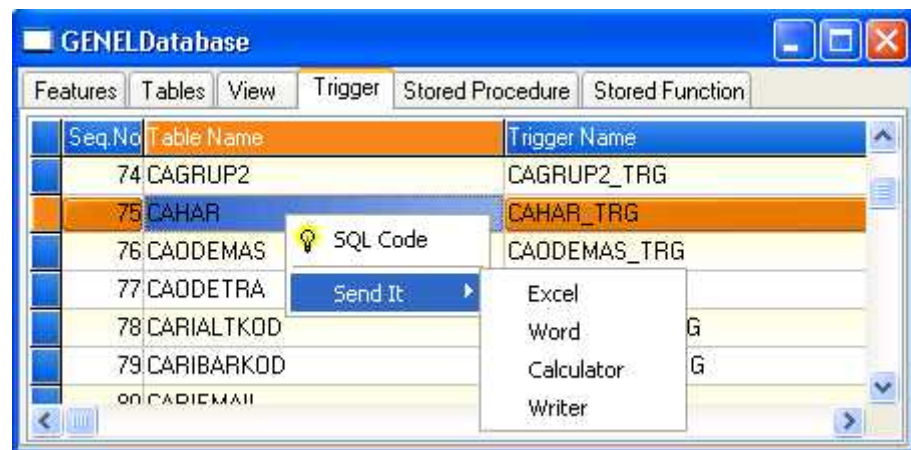 GENELDatabase
Features Tables View Trigger Stored Procedure Stored Function
Seq.No Table Name Trigger Name
74 CAGRUP2 CAGRUP2_TRG
75 CAHAR CAHAR_TRG
SQL Code
76 CAODEMAS CAODEMAS_TRG
77 CAODETRA
Send It
Excel
78 CARIALTKOD G
Word
79 CARIBARKOD G
Calculator
80 CARIEMAIL
Writer